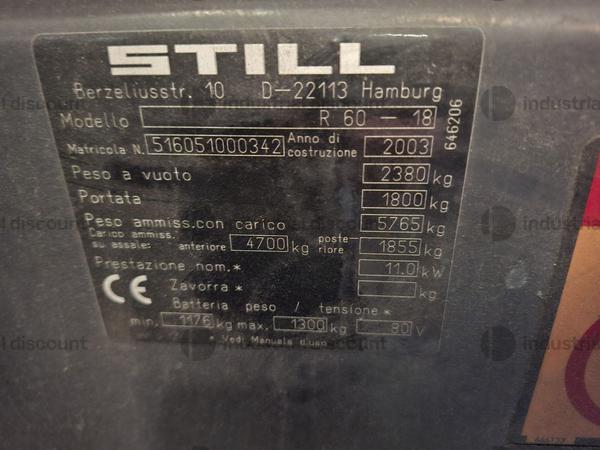 STILL
Berzeliusstr. 10 D-22113 Hamburg
Modello R 60 - 18
Matricola N. 516051000342 Anno di costruzione 2003
Peso a vuoto 2380 kg
Portata 1800 kg
Peso ammiss.con carico 5765 kg
Carico ammiss. su assale: anteriore 4700 kg posteriore 1855 kg
Prestazione nom.* 11.0 kW
CE Zavorra * kg
Batteria peso / tensione *
min. 1176 kg max. 1300 kg 80 V
* Vedi Manuale d'uso
646206
industrial discount